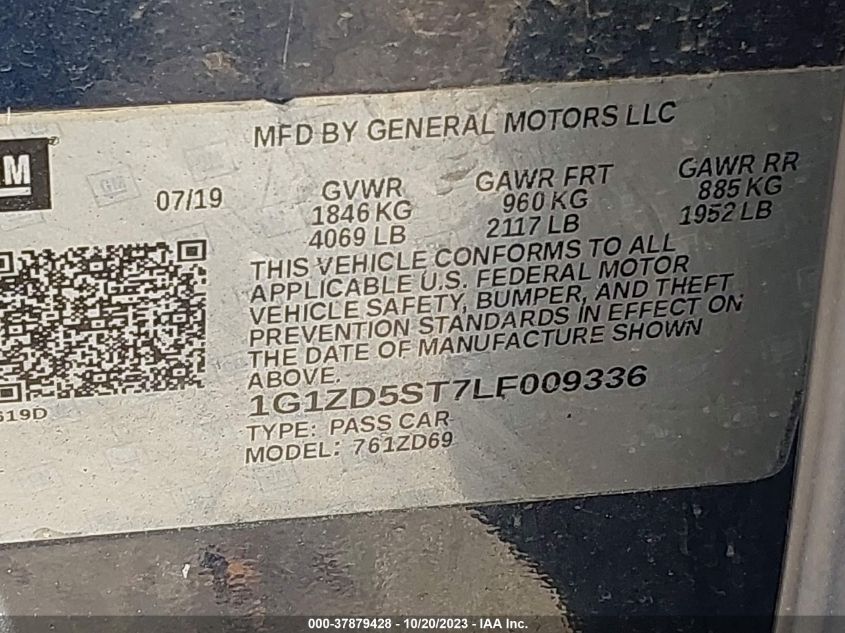 MFD BY GENERAL MOTORS LLC
GM
07/19
GVWR GAWR FRT GAWR RR
1846 KG 960 KG 885 KG
4069 LB 2117 LB 1952 LB
THIS VEHICLE CONFORMS TO ALL
APPLICABLE U.S. FEDERAL MOTOR
VEHICLE SAFETY, BUMPER, AND THEFT
PREVENTION STANDARDS IN EFFECT ON
THE DATE OF MANUFACTURE SHOWN
ABOVE.
619D
1G1ZD5ST7LF009336
TYPE: PASS CAR
MODEL: 761ZD69
000-37879428 - 10/20/2023 - IAA Inc.